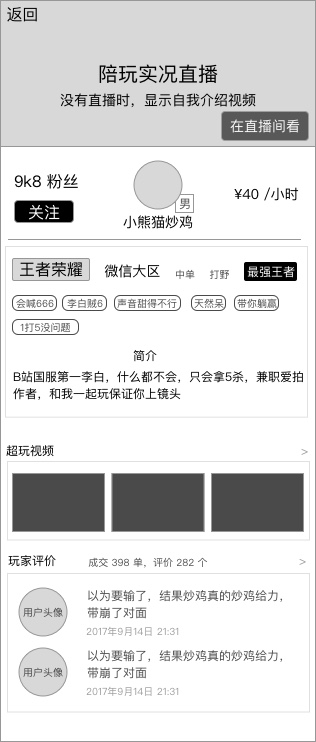 返回
陪玩实况直播
没有直播时，显示自我介绍视频
在直播间看
9k8 粉丝
关注
男
小熊猫炒鸡
¥40 /小时
王者荣耀 微信大区 中单 打野 最强王者
会喊666 李白贼6 声音甜得不行 天然呆 带你躺赢
1打5没问题
简介
B站国服第一李白，什么都不会，只会拿5杀，兼职爱拍
作者，和我一起玩保证你上镜头
超玩视频 >
玩家评价 成交 398 单，评价 282 个 >
用户头像
以为要输了，结果炒鸡真的炒鸡给力，
带崩了对面
2017年9月14日 21:31
用户头像
以为要输了，结果炒鸡真的炒鸡给力，
带崩了对面
2017年9月14日 21:31